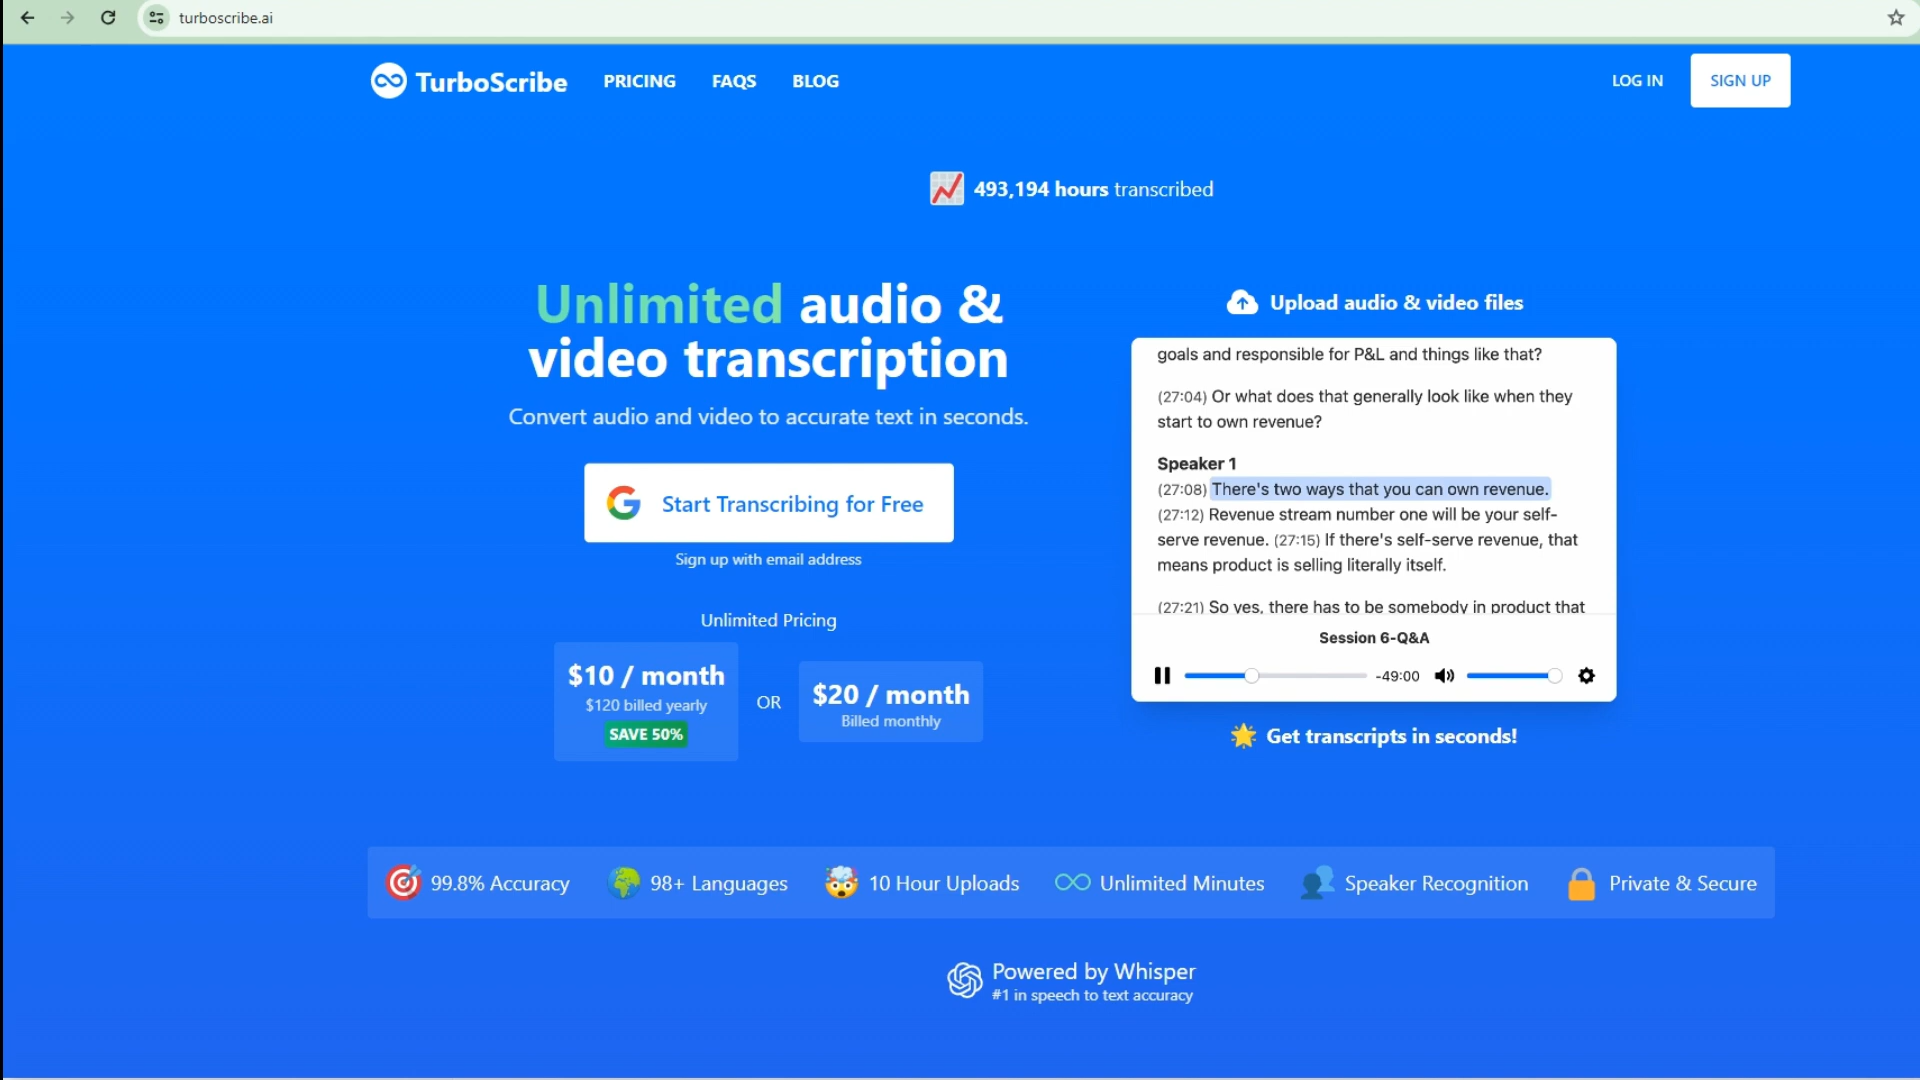 turboscribe.ai
TurboScribe PRICING FAQS BLOG LOG IN SIGN UP
493,194 hours transcribed
Unlimited audio &
video transcription
Convert audio and video to accurate text in seconds.
Start Transcribing for Free
Sign up with email address
Unlimited Pricing
$10 / month
$120 billed yearly
SAVE 50%
OR
$20 / month
Billed monthly
Upload audio & video files
goals and responsible for P&L and things like that?
(27:04) Or what does that generally look like when they
start to own revenue?
Speaker 1
(27:08) There's two ways that you can own revenue.
(27:12) Revenue stream number one will be your self-
serve revenue. (27:15) If there's self-serve revenue, that
means product is selling literally itself.
(27:21) So yes, there has to be somebody in product that
Session 6-Q&A
-49:00
Get transcripts in seconds!
99.8% Accuracy 98+ Languages 10 Hour Uploads Unlimited Minutes Speaker Recognition Private & Secure
Powered by Whisper
#1 in speech to text accuracy